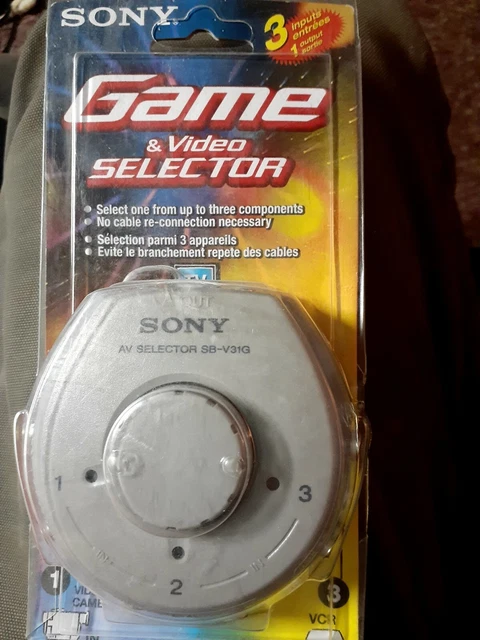 SONY
3 inputs
entrées
1 output
sortie
Game
& Video
SELECTOR
• Select one from up to three components
No cable re-connection necessary
• Sélection parmi 3 appareils
Evite le branchement repete des cables
SONY
AV SELECTOR SB-V31G
1
3
2
1
3
VCR
IN